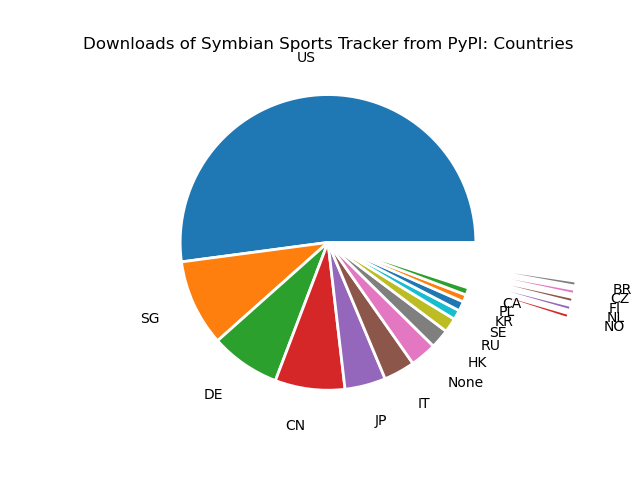 Downloads of Symbian Sports Tracker from PyPI: Countries
US
SG
DE
CN
JP
IT
None
HK
RU
SE
KR
PL
CA
NO
NL
FI
CZ
BR